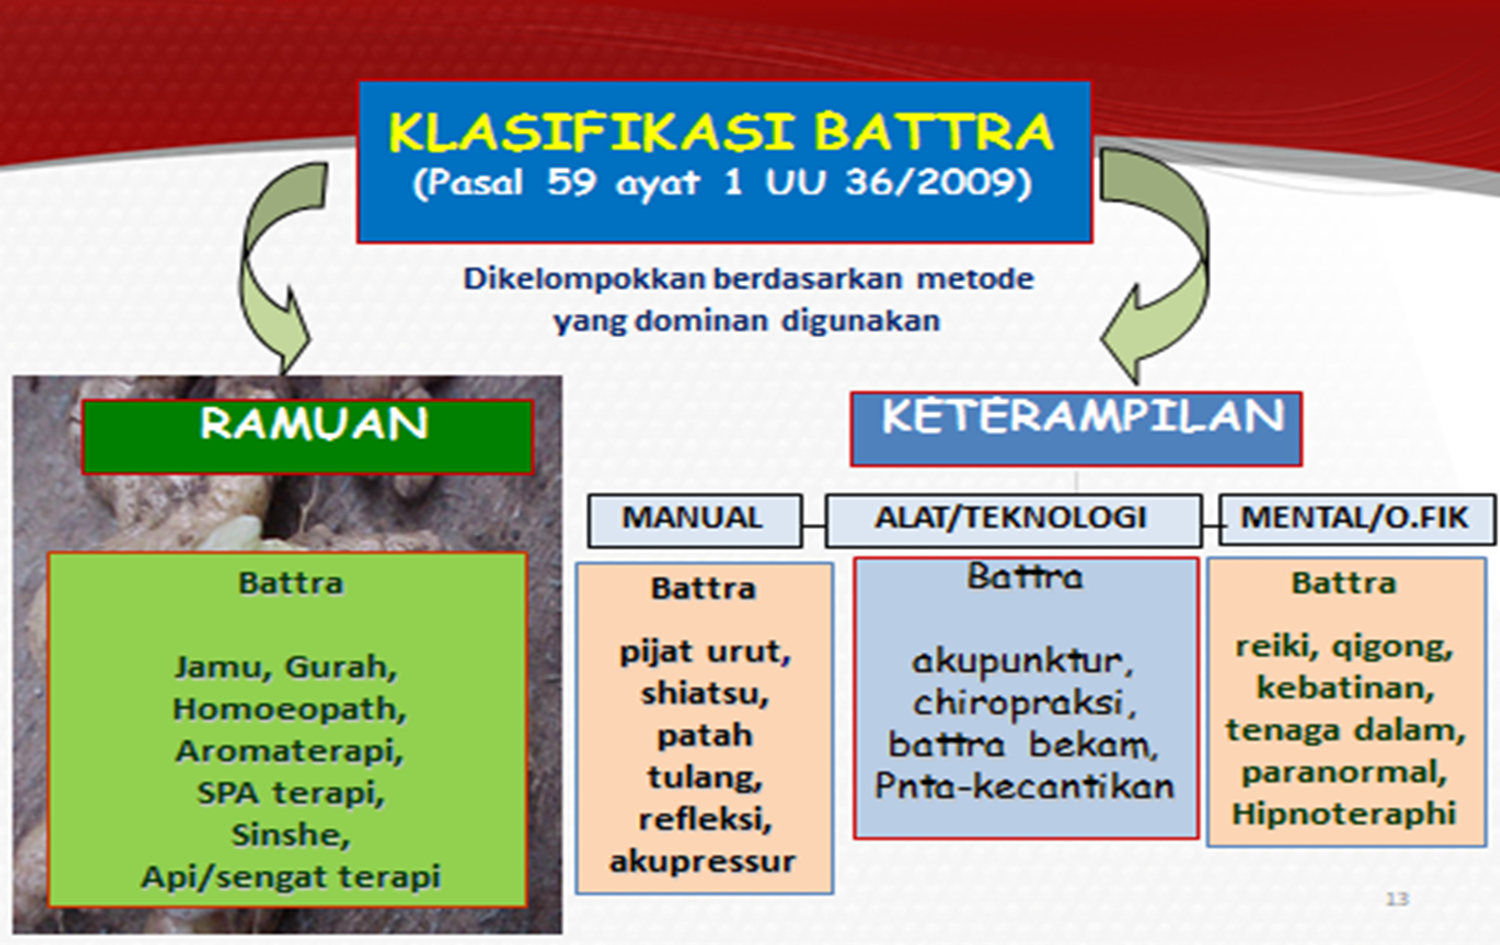 KLASIFIKASI BATTRA
(Pasal 59 ayat 1 UU 36/2009)
Dikelompokkan berdasarkan metode
yang dominan digunakan
RAMUAN
Battra
Jamu, Gurah,
Homoeopath,
Aromaterapi,
SPA terapi,
Sinshe,
Api/sengat terapi
KETERAMPILAN
MANUAL
Battra
pijat urut,
shiatsu,
patah
tulang,
refleksi,
akupressur
ALAT/TEKNOLOGI
Battra
akupunktur,
chiropraksi,
battra bekam,
Pnta-kecantikan
MENTAL/O.FIK
Battra
reiki, qigong,
kebatinan,
tenaga dalam,
paranormal,
Hipnoteraphi
13